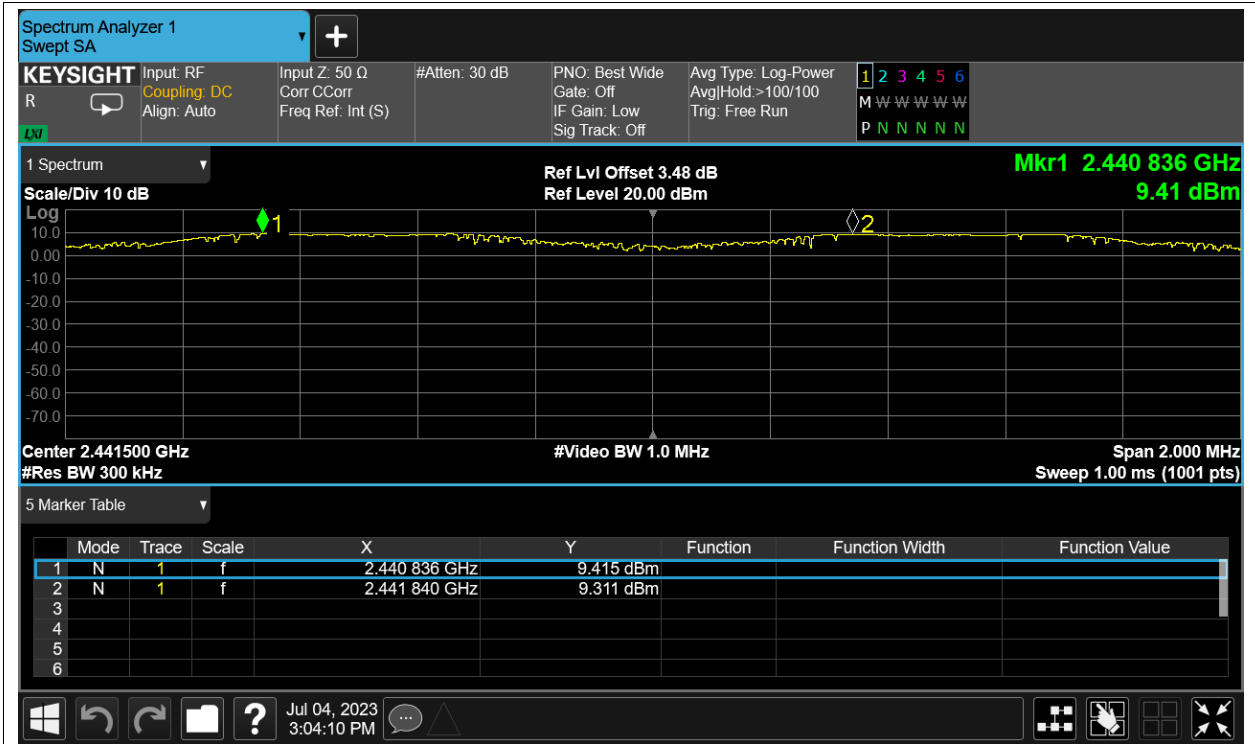 Spectrum Analyzer 1
Swept SA
+
KEYSIGHT Input: RF Input Z: 50 Ω #Atten: 30 dB PNO: Best Wide Avg Type: Log-Power 1 2 3 4 5 6
R Coupling: DC Corr CCorr Gate: Off Avg|Hold:>100/100 M W W W W W
Align: Auto Freq Ref: Int (S) IF Gain: Low Trig: Free Run
LXI Sig Track: Off P N N N N N
1 Spectrum Ref Lvl Offset 3.48 dB Mkr1 2.440 836 GHz
Scale/Div 10 dB Ref Level 20.00 dBm 9.41 dBm
Log
1 2
10.0
0.00
-10.0
-20.0
-30.0
-40.0
-50.0
-60.0
-70.0
Center 2.441500 GHz #Video BW 1.0 MHz Span 2.000 MHz
#Res BW 300 kHz Sweep 1.00 ms (1001 pts)
5 Marker Table
Mode Trace Scale X Y Function Function Width Function Value
1 N 1 f 2.440 836 GHz 9.415 dBm
2 N 1 f 2.441 840 GHz 9.311 dBm
3
4
5
6
? Jul 04, 2023
3:04:10 PM